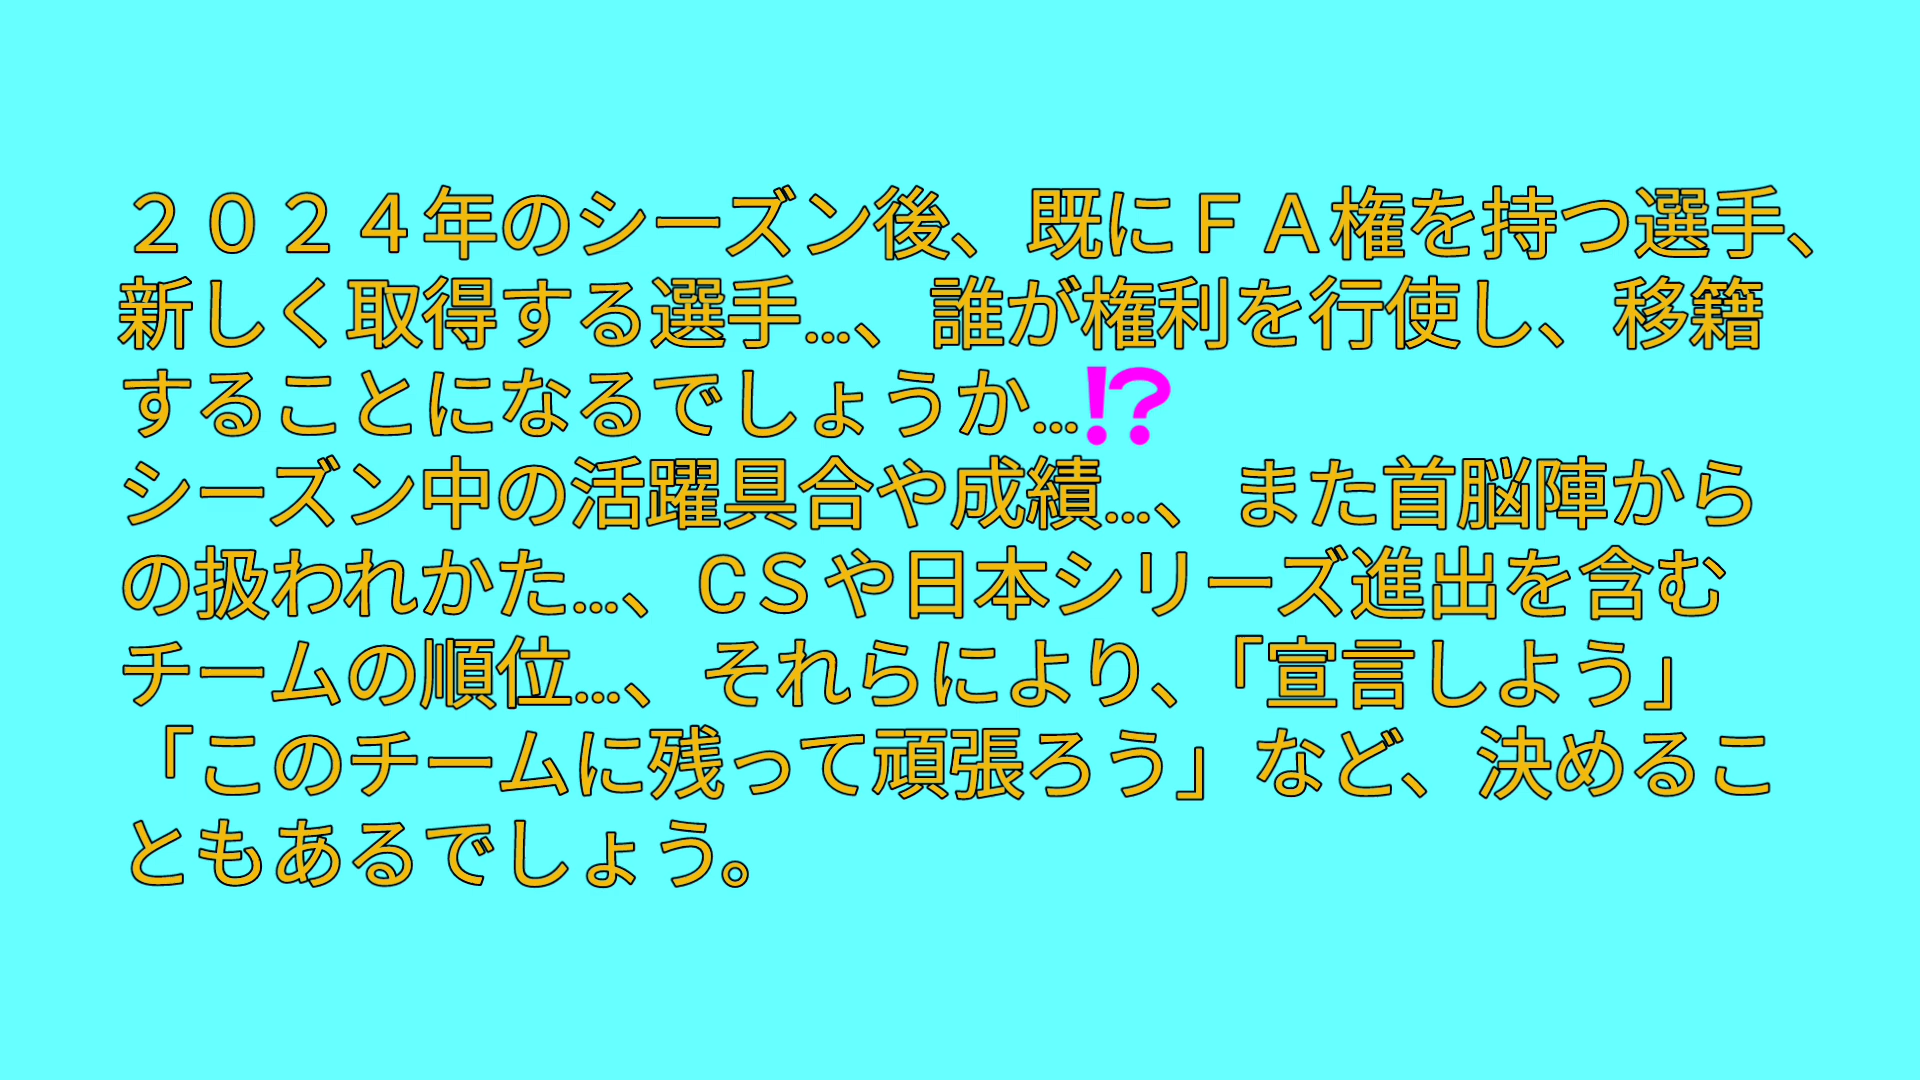 ２０２４年のシーズン後、既にＦＡ権を持つ選手、
新しく取得する選手…、誰が権利を行使し、移籍
することになるでしょうか…⁉
シーズン中の活躍具合や成績…、また首脳陣から
の扱われかた…、ＣＳや日本シリーズ進出を含む
チームの順位…、それらにより、「宣言しよう」
「このチームに残って頑張ろう」など、決めるこ
ともあるでしょう。